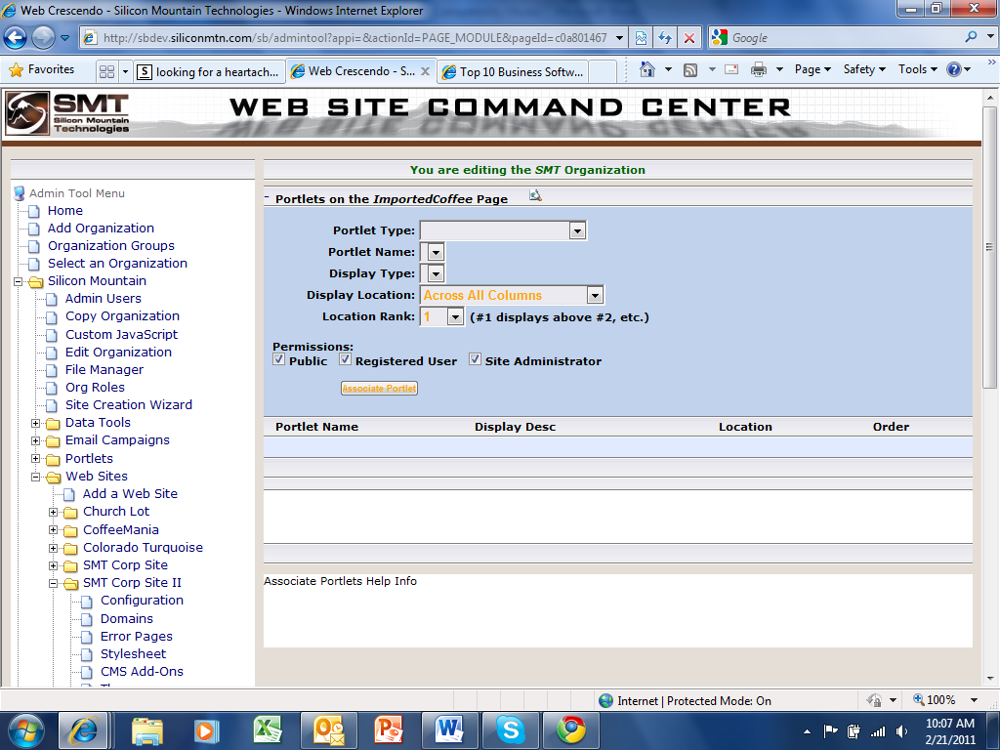 Web Crescendo - Silicon Mountain Technologies - Windows Internet Explorer
http://sbdev.siliconmtn.com/sb/admintool?appi=&actionId=PAGE_MODULE&pageId=c0a801467
Google
Favorites
S looking for a heartach...
Web Crescendo - S...
Top 10 Business Softw...
Page
Safety
Tools
SMT
Silicon Mountain
Technologies
WEB SITE COMMAND CENTER
You are editing the SMT Organization
Admin Tool Menu
Home
Add Organization
Organization Groups
Select an Organization
Silicon Mountain
Admin Users
Copy Organization
Custom JavaScript
Edit Organization
File Manager
Org Roles
Site Creation Wizard
Data Tools
Email Campaigns
Portlets
Web Sites
Add a Web Site
Church Lot
CoffeeMania
Colorado Turquoise
SMT Corp Site
SMT Corp Site II
Configuration
Domains
Error Pages
Stylesheet
CMS Add-Ons
- Portlets on the ImportedCoffee Page
Portlet Type:
Portlet Name:
Display Type:
Display Location: Across All Columns
Location Rank: 1 (#1 displays above #2, etc.)
Permissions:
Public Registered User Site Administrator
Associate Portlet
Portlet Name Display Desc Location Order
Associate Portlets Help Info
Internet | Protected Mode: On
100%
10:07 AM
2/21/2011